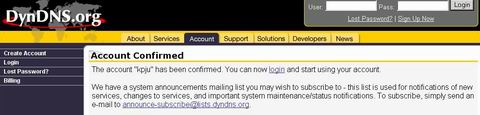 DynDNS.org
User: Pass: Login
Lost Password? | Sign Up Now
About Services Account Support Solutions Developers News
Create Account
Login
Lost Password?
Billing
Account Confirmed
The account "kpju" has been confirmed. You can now login and start using your account.
We have a system announcements mailing list you may wish to subscribe to - this list is used for notifications of new
services, changes to services, and important system maintenance/status notifications. To subscribe, simply send an
e-mail to announce-subscribe@lists.dyndns.org.